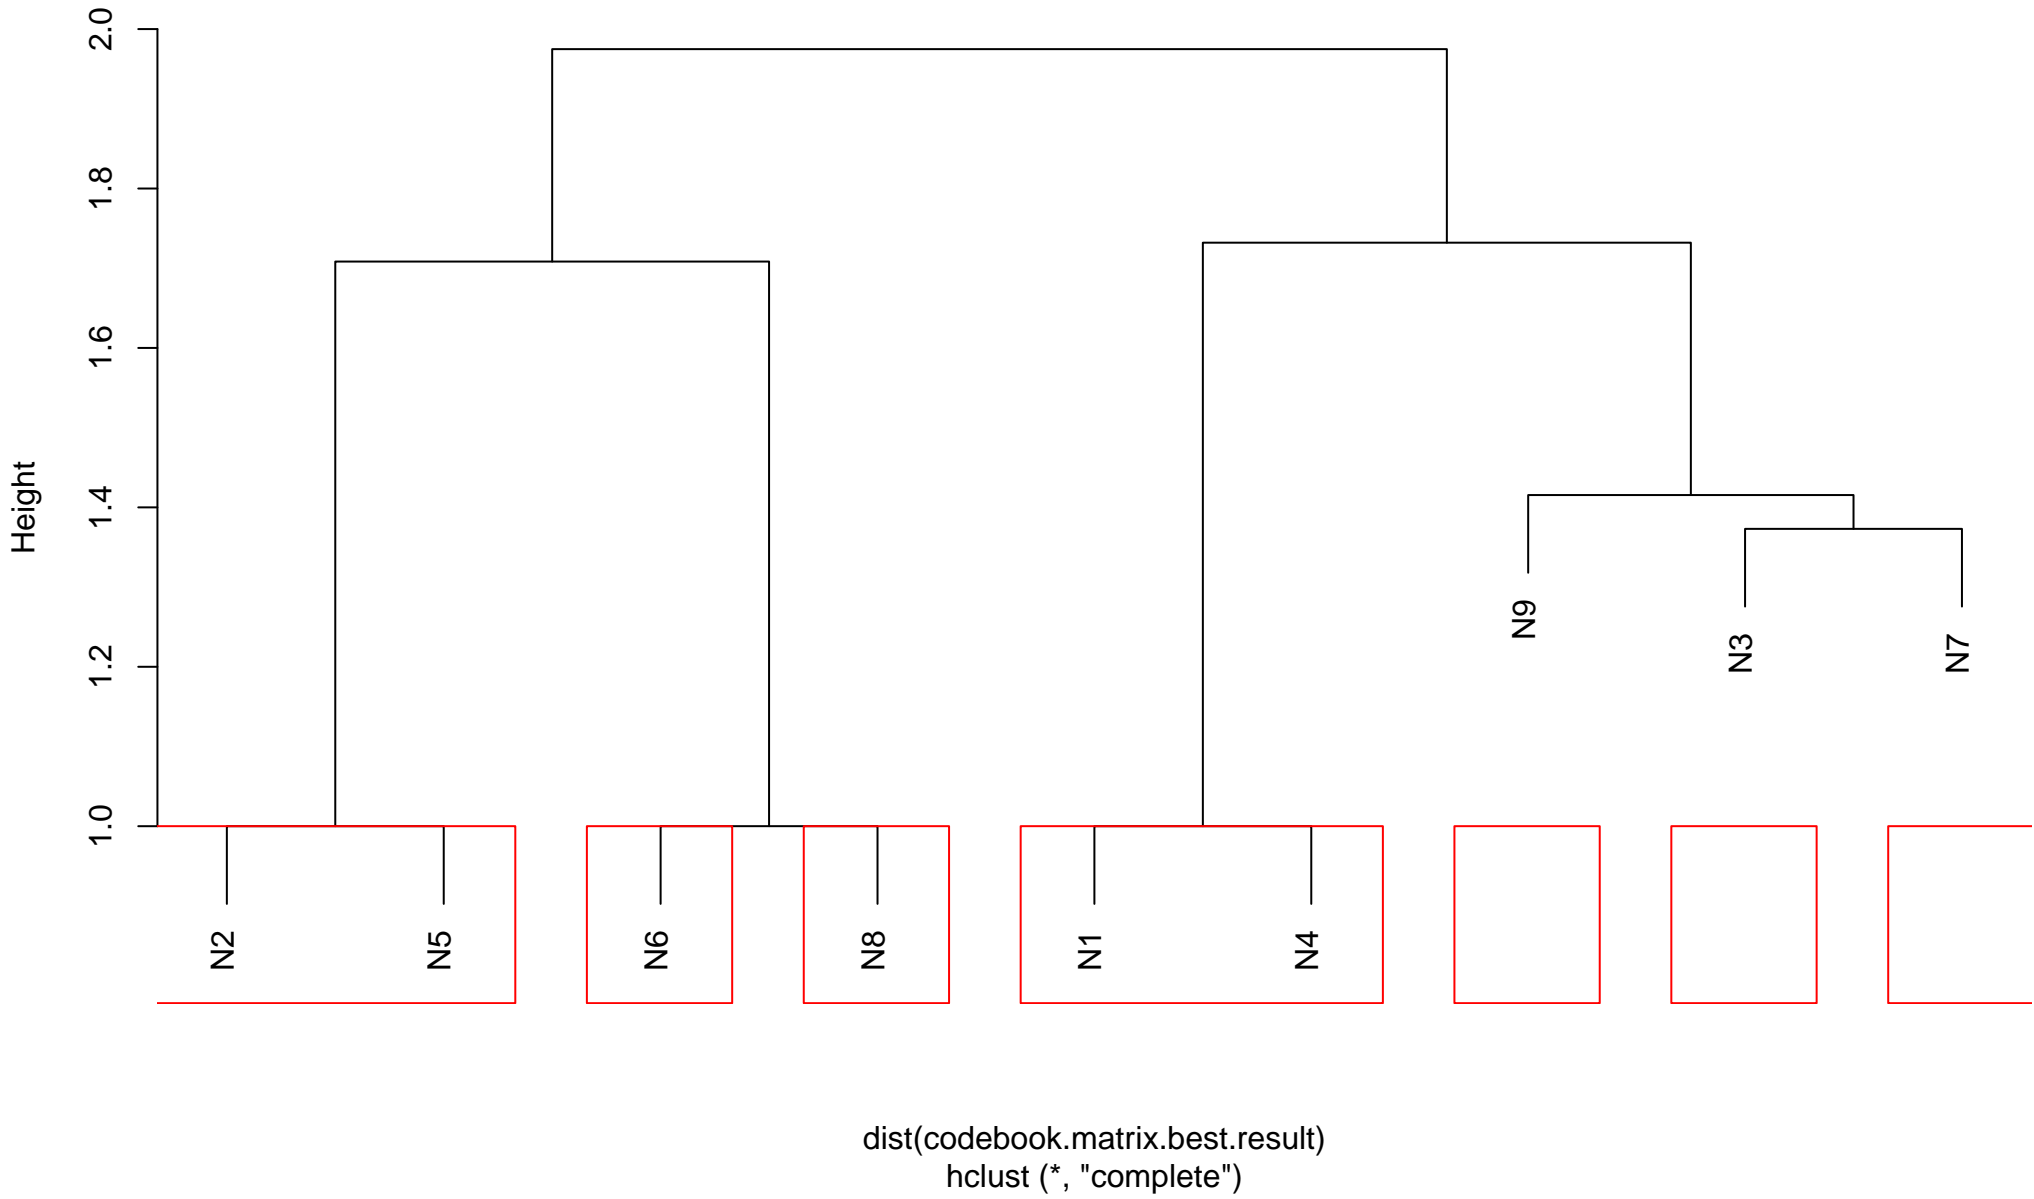 Height
2.0
1.8
1.6
1.4
1.2
1.0
N9
N3
N7
N2
N5
N6
N8
N1
N4
dist(codebook.matrix.best.result)
hclust (*, "complete")